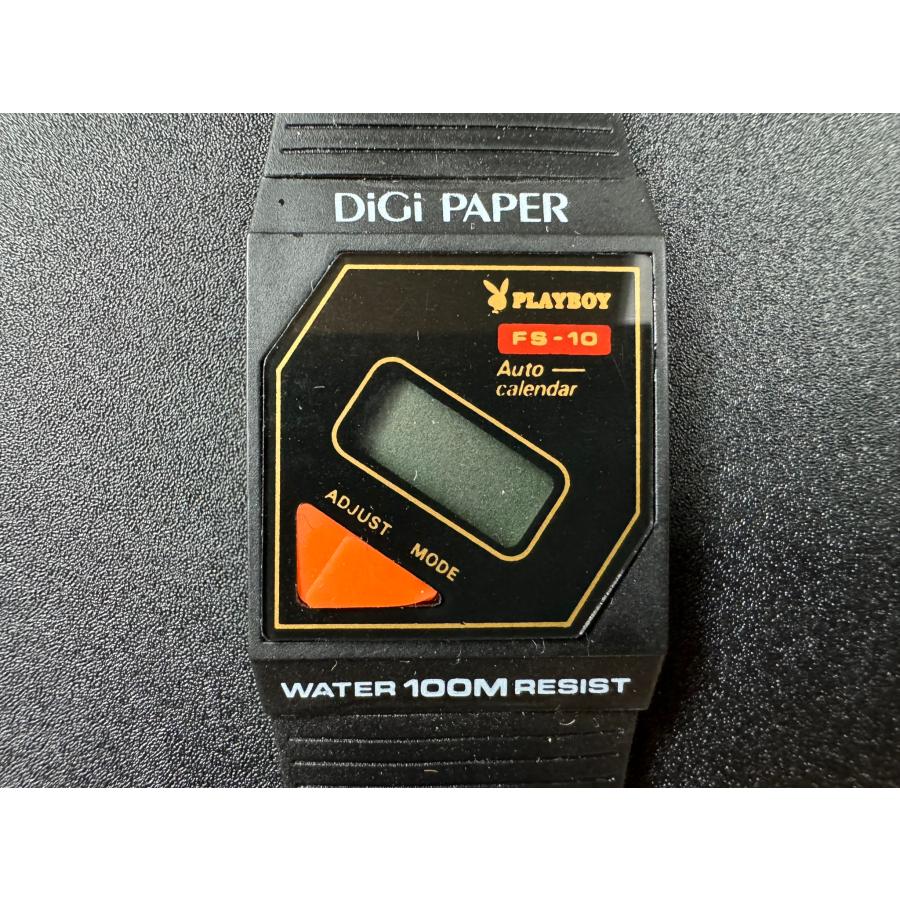 DiGi PAPER
PLAYBOY
FS-10
Auto —
calendar
ADJUST MODE
WATER 100M RESIST